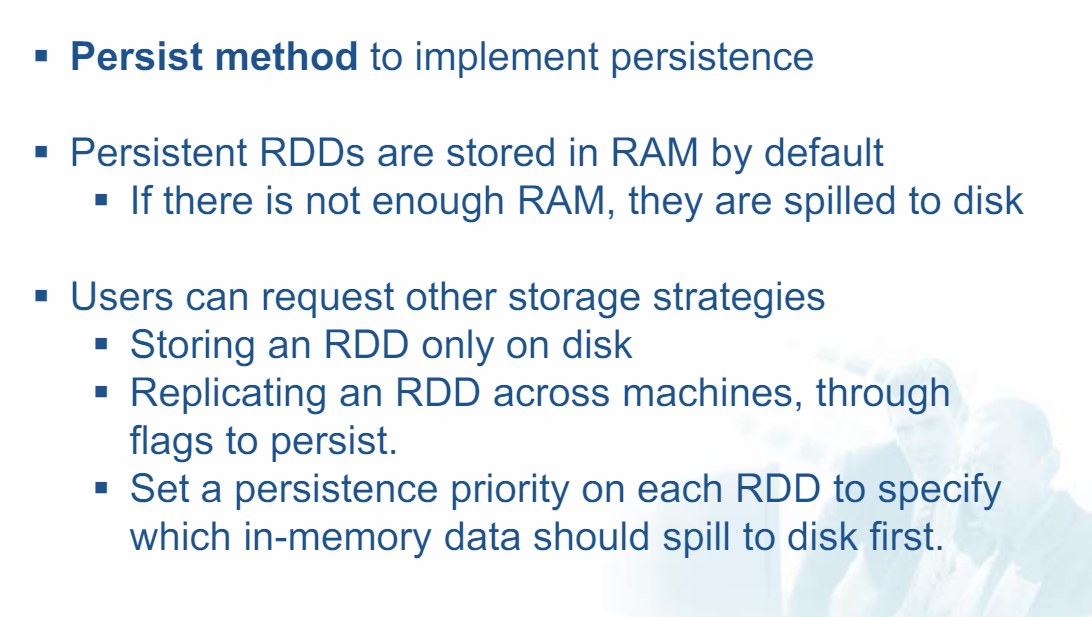 ▪ Persist method to implement persistence
▪ Persistent RDDs are stored in RAM by default
▪ If there is not enough RAM, they are spilled to disk
▪ Users can request other storage strategies
▪ Storing an RDD only on disk
▪ Replicating an RDD across machines, through
flags to persist.
▪ Set a persistence priority on each RDD to specify
which in-memory data should spill to disk first.